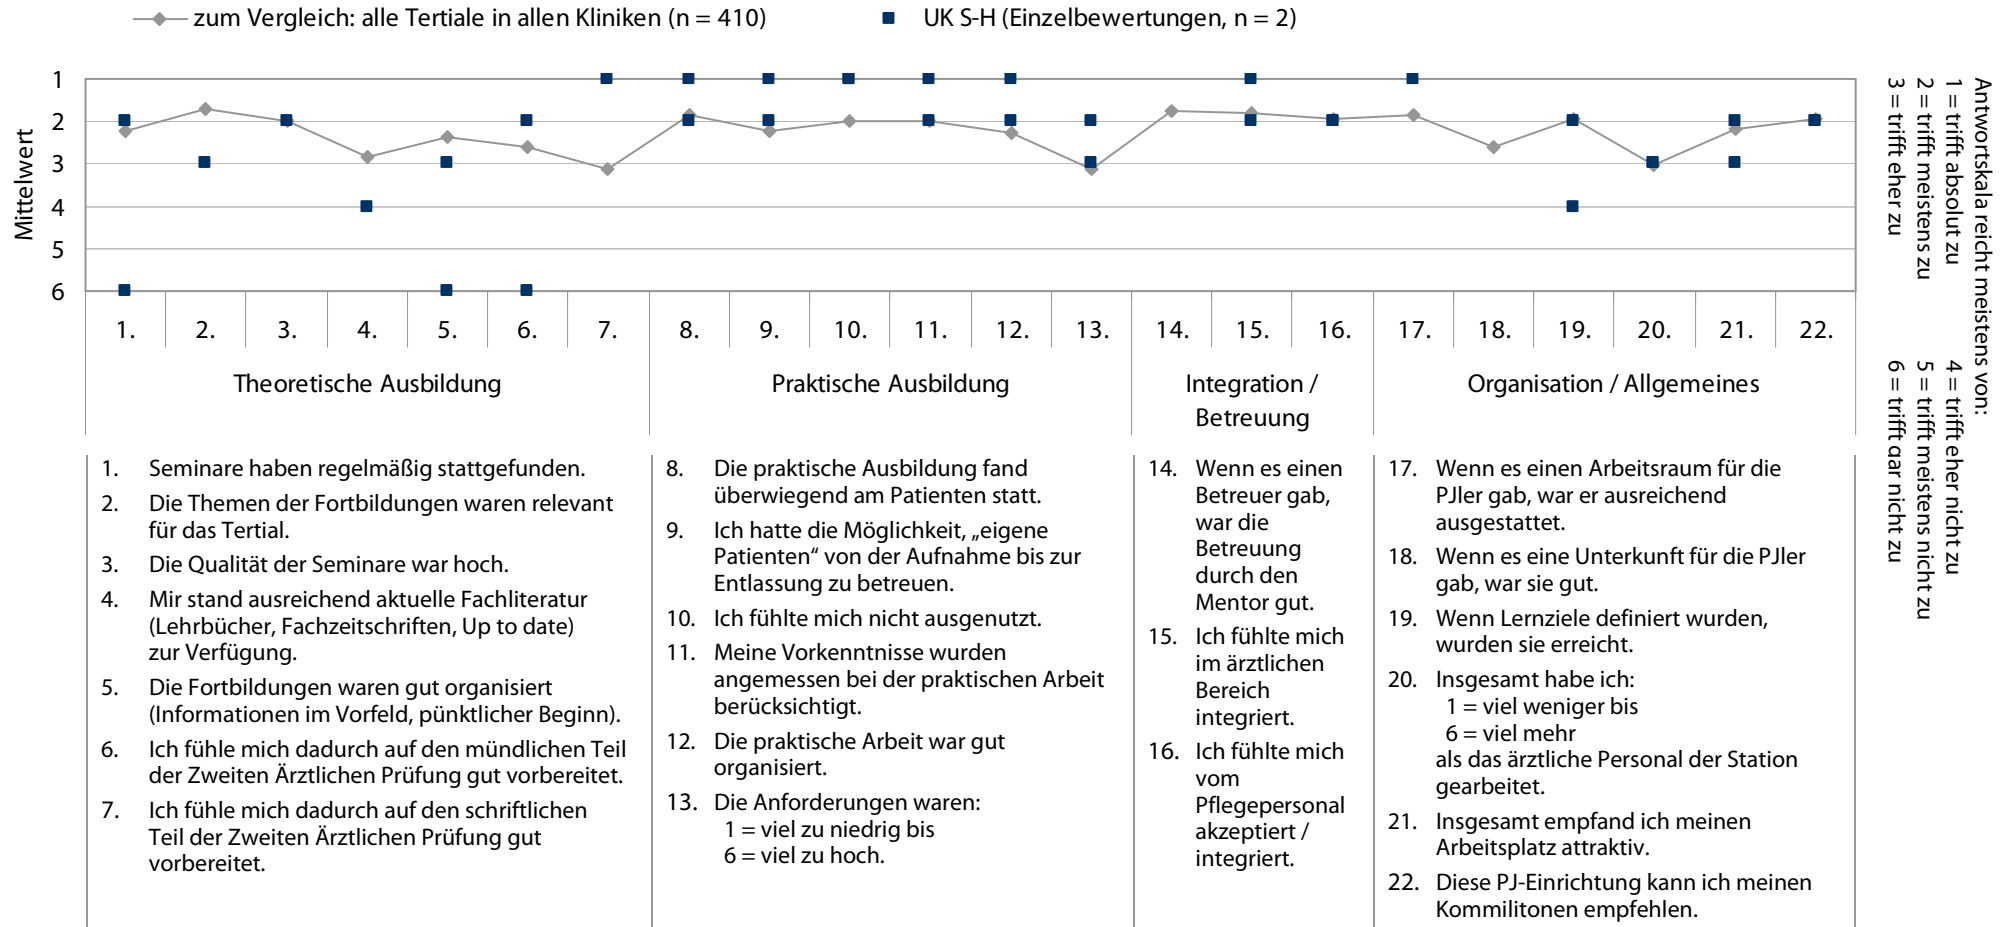 zum Vergleich: alle Tertiale in allen Kliniken (n = 410)
UK S-H (Einzelbewertungen, n = 2)
Mittelwert
1
2
3
4
5
6
1. 2. 3. 4. 5. 6. 7. 8. 9. 10. 11. 12. 13. 14. 15. 16. 17. 18. 19. 20. 21. 22.
Theoretische Ausbildung
Praktische Ausbildung
Integration /
Betreuung
Organisation / Allgemeines
1. Seminare haben regelmäßig stattgefunden.
2. Die Themen der Fortbildungen waren relevant
für das Tertial.
3. Die Qualität der Seminare war hoch.
4. Mir stand ausreichend aktuelle Fachliteratur
(Lehrbücher, Fachzeitschriften, Up to date)
zur Verfügung.
5. Die Fortbildungen waren gut organisiert
(Informationen im Vorfeld, pünktlicher Beginn).
6. Ich fühle mich dadurch auf den mündlichen Teil
der Zweiten Ärztlichen Prüfung gut vorbereitet.
7. Ich fühle mich dadurch auf den schriftlichen
Teil der Zweiten Ärztlichen Prüfung gut
vorbereitet.
8. Die praktische Ausbildung fand
überwiegend am Patienten statt.
9. Ich hatte die Möglichkeit, „eigene
Patienten“ von der Aufnahme bis zur
Entlassung zu betreuen.
10. Ich fühlte mich nicht ausgenutzt.
11. Meine Vorkenntnisse wurden
angemessen bei der praktischen Arbeit
berücksichtigt.
12. Die praktische Arbeit war gut
organisiert.
13. Die Anforderungen waren:
1 = viel zu niedrig bis
6 = viel zu hoch.
14. Wenn es einen
Betreuer gab,
war die
Betreuung
durch den
Mentor gut.
15. Ich fühlte mich
im ärztlichen
Bereich
integriert.
16. Ich fühlte mich
vom
Pflegepersonal
akzeptiert /
integriert.
17. Wenn es einen Arbeitsraum für die
PJler gab, war er ausreichend
ausgestattet.
18. Wenn es eine Unterkunft für die PJler
gab, war sie gut.
19. Wenn Lernziele definiert wurden,
wurden sie erreicht.
20. Insgesamt habe ich:
1 = viel weniger bis
6 = viel mehr
als das ärztliche Personal der Station
gearbeitet.
21. Insgesamt empfand ich meinen
Arbeitsplatz attraktiv.
22. Diese PJ-Einrichtung kann ich meinen
Kommilitonen empfehlen.
Antwortskala reicht meistens von:
1 = trifft absolut zu
2 = trifft meistens zu
3 = trifft eher zu
4 = trifft eher nicht zu
5 = trifft meistens nicht zu
6 = trifft gar nicht zu